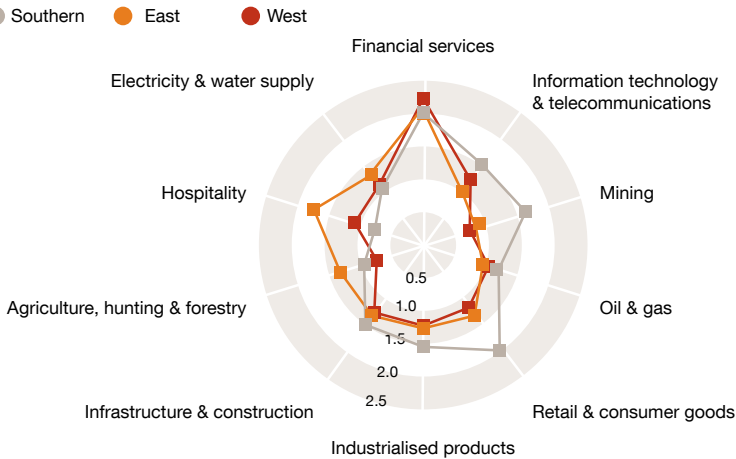 Southern East West
Financial services
Electricity & water supply
Information technology
& telecommunications
Hospitality
Mining
0.5
1.0
1.5
2.0
2.5
Agriculture, hunting & forestry
Oil & gas
Infrastructure & construction
Retail & consumer goods
Industrialised products